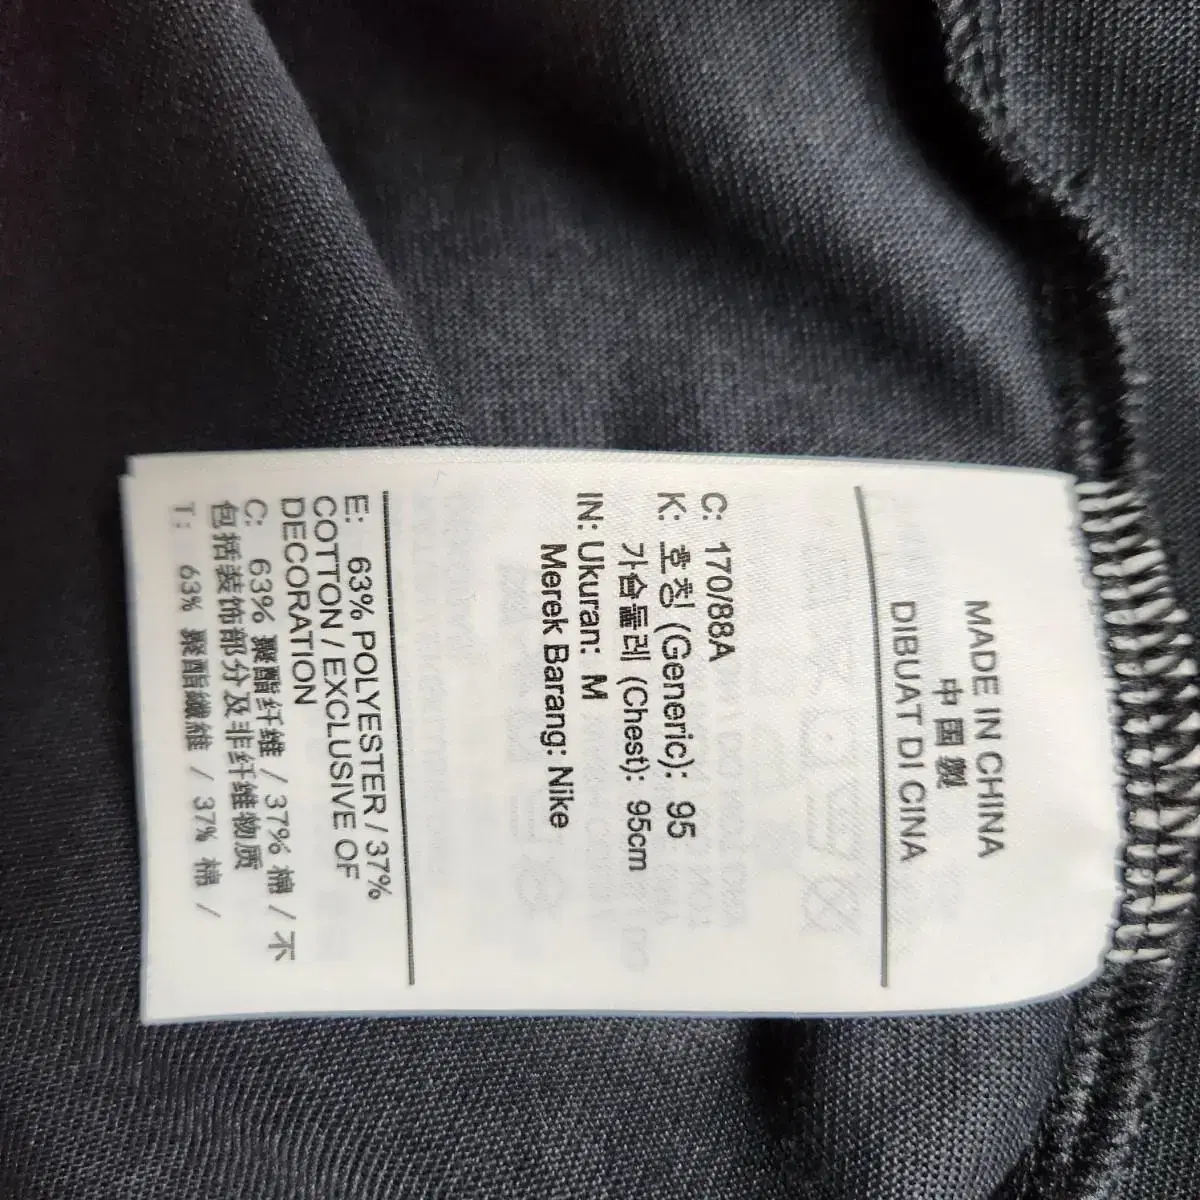 MADE IN CHINA
中国製
DIBUAT DI CINA
C: 170/88A
K: 호칭 (Generic): 95
가슴둘레 (Chest): 95cm
IN: Ukuran: M
Merek Barang: Nike
E: 63% POLYESTER / 37%
COTTON / EXCLUSIVE OF
DECORATION
C: 63% 聚酯纤维 / 37% 棉 / 不
包括装饰部分及非纤维物质
T: 63% 聚酯纖維 / 37% 棉 /